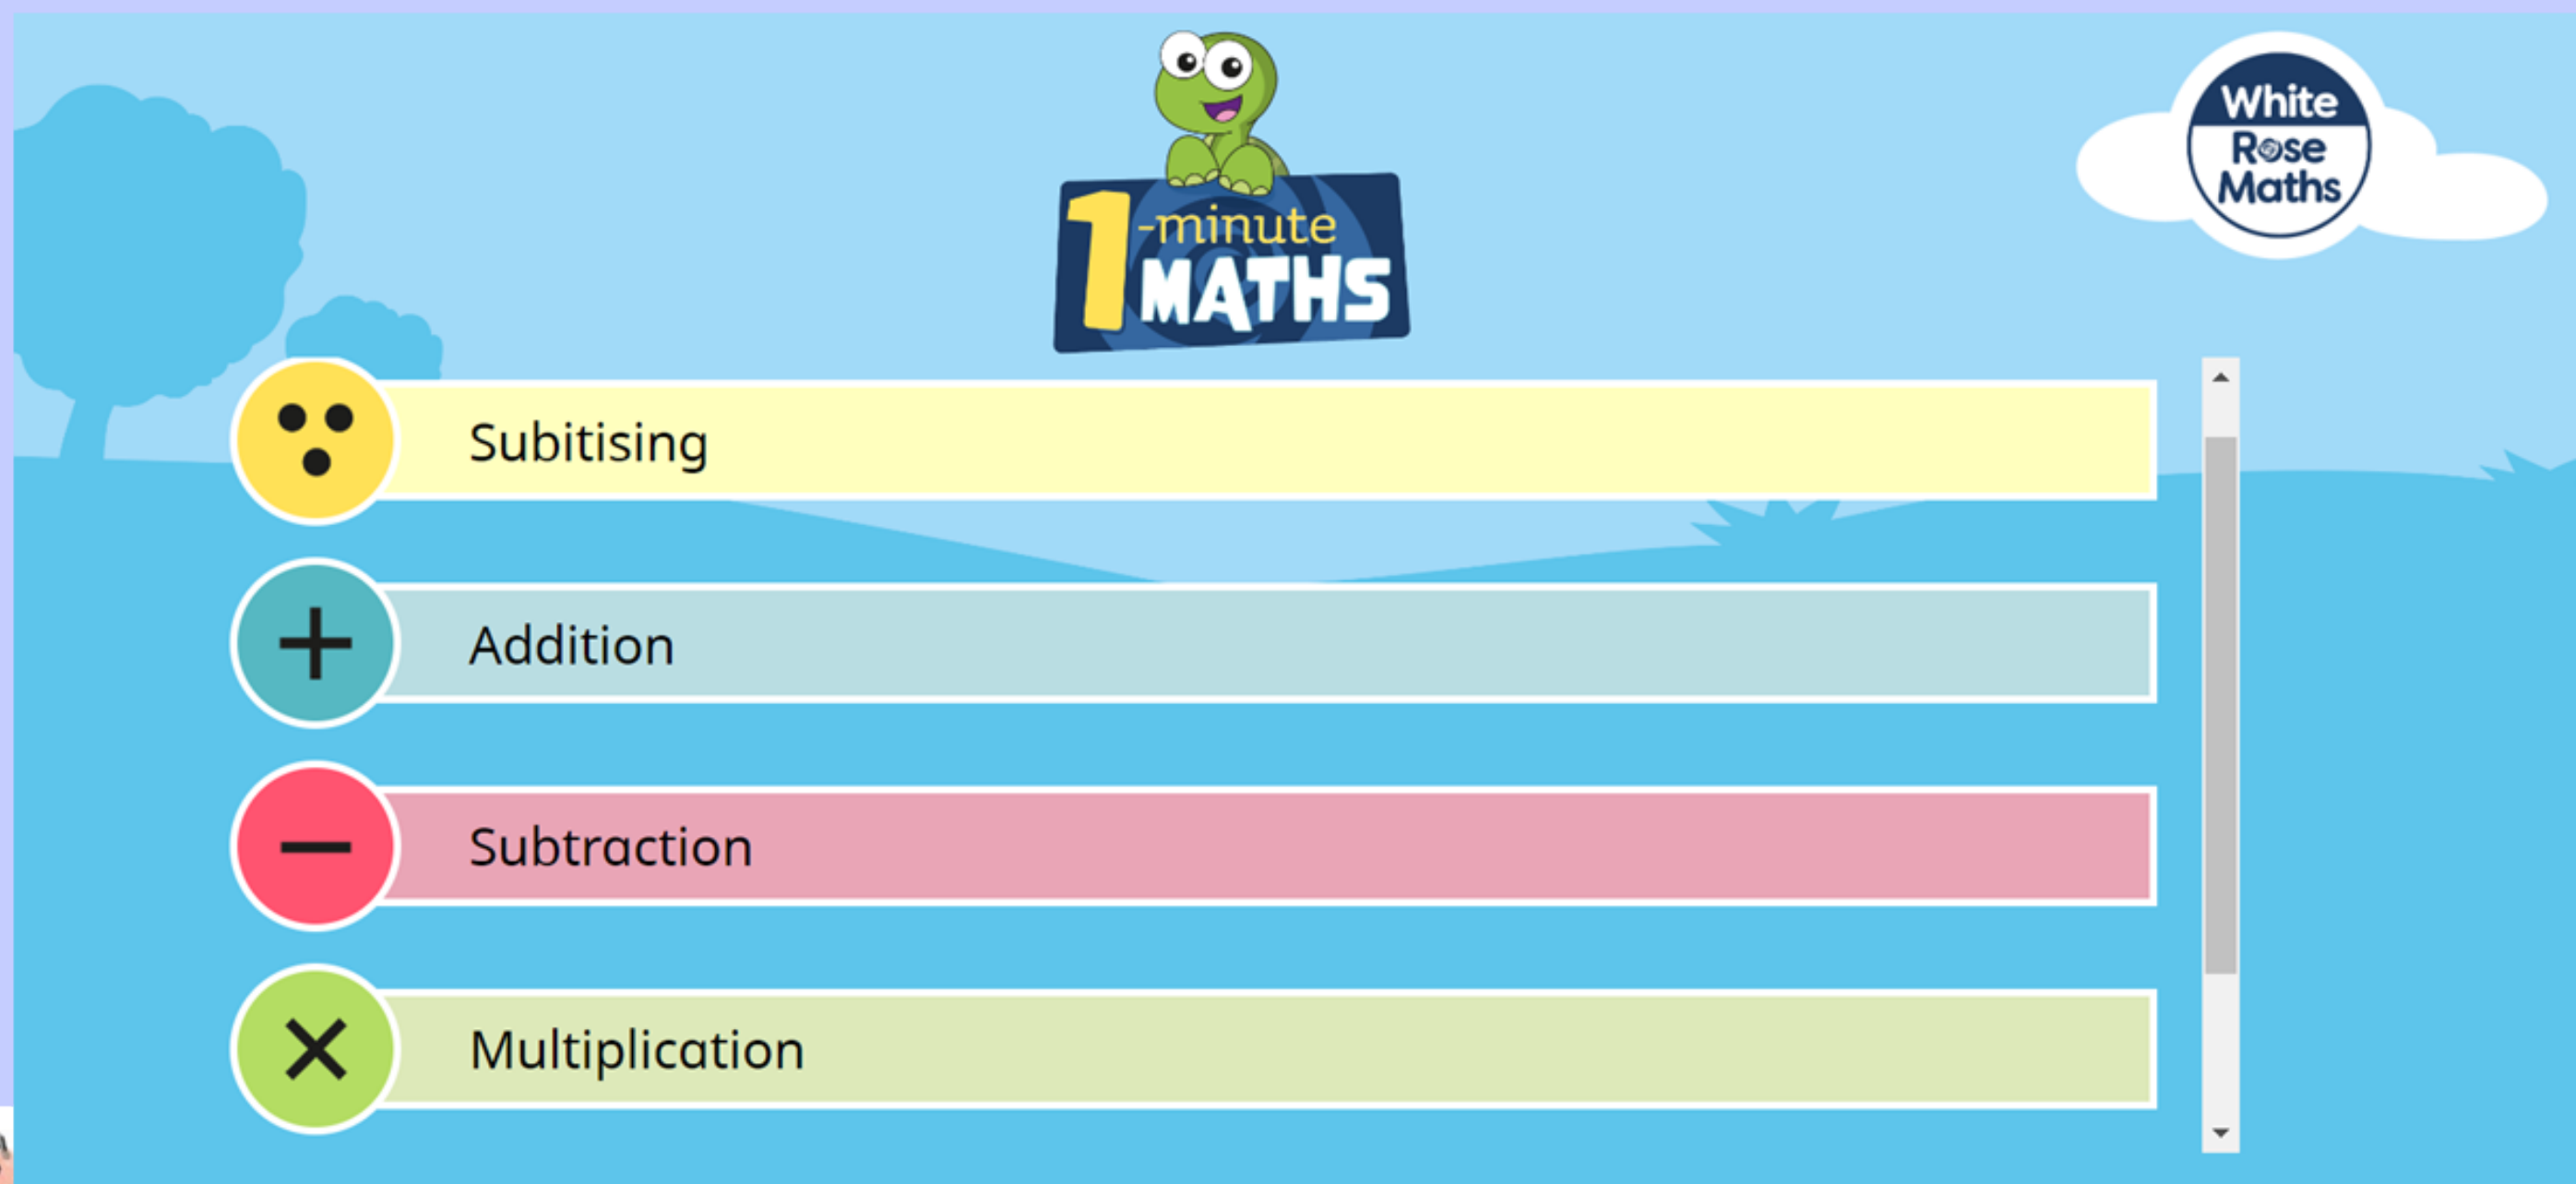 White
Rose
Maths
1-minute
MATHS
Subitising
Addition
Subtraction
Multiplication